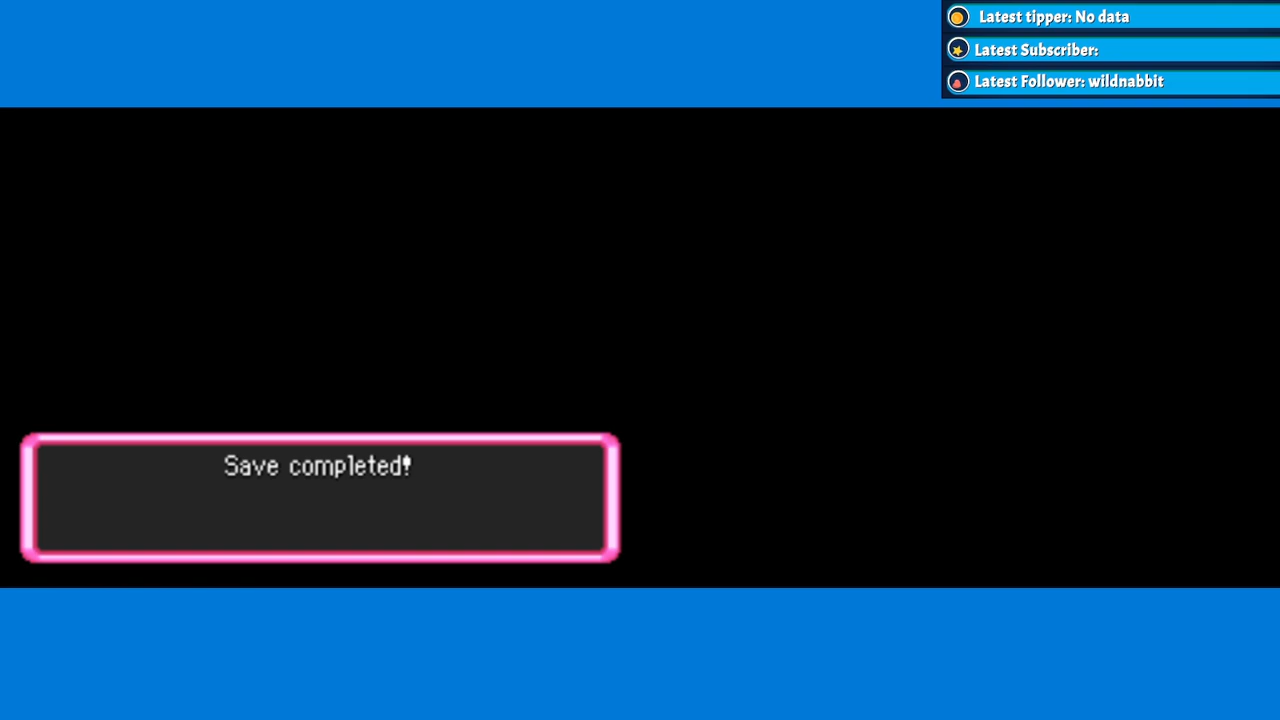 Latest tipper: No data
Latest Subscriber:
Latest Follower: wildnabbit
Save completed!